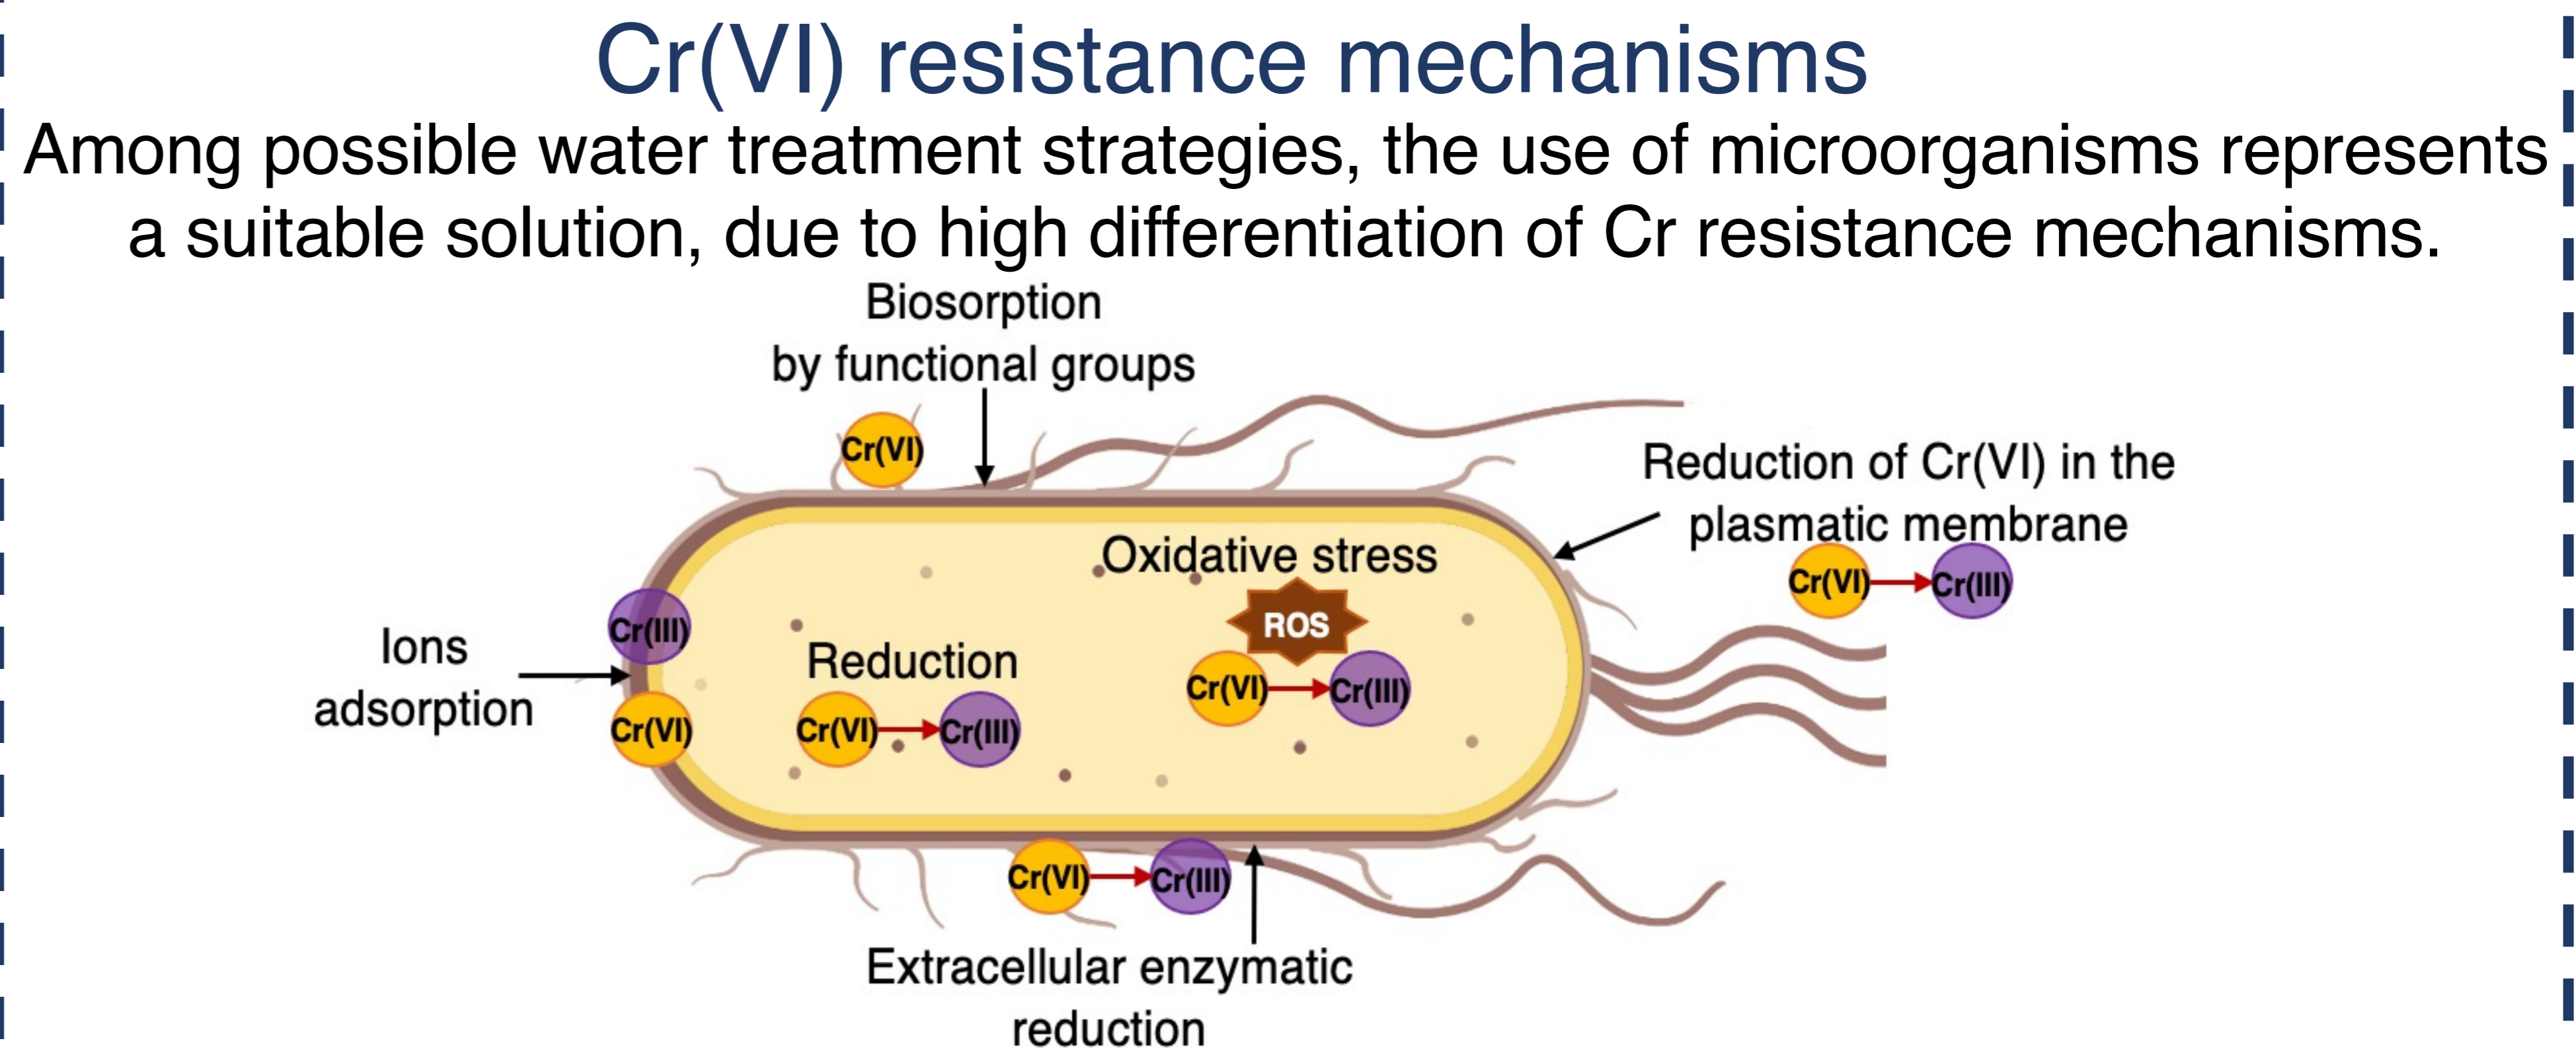 Cr(VI) resistance mechanisms
Among possible water treatment strategies, the use of microorganisms represents
a suitable solution, due to high differentiation of Cr resistance mechanisms.
Biosorption
by functional groups
Cr(VI)
Reduction of Cr(VI) in the
plasmatic membrane
Cr(VI) Cr(III)
Oxidative stress
ROS
Cr(VI) Cr(III)
Ions
adsorption
Cr(III)
Cr(VI)
Reduction
Cr(VI) Cr(III)
Cr(VI) Cr(III)
Extracellular enzymatic
reduction